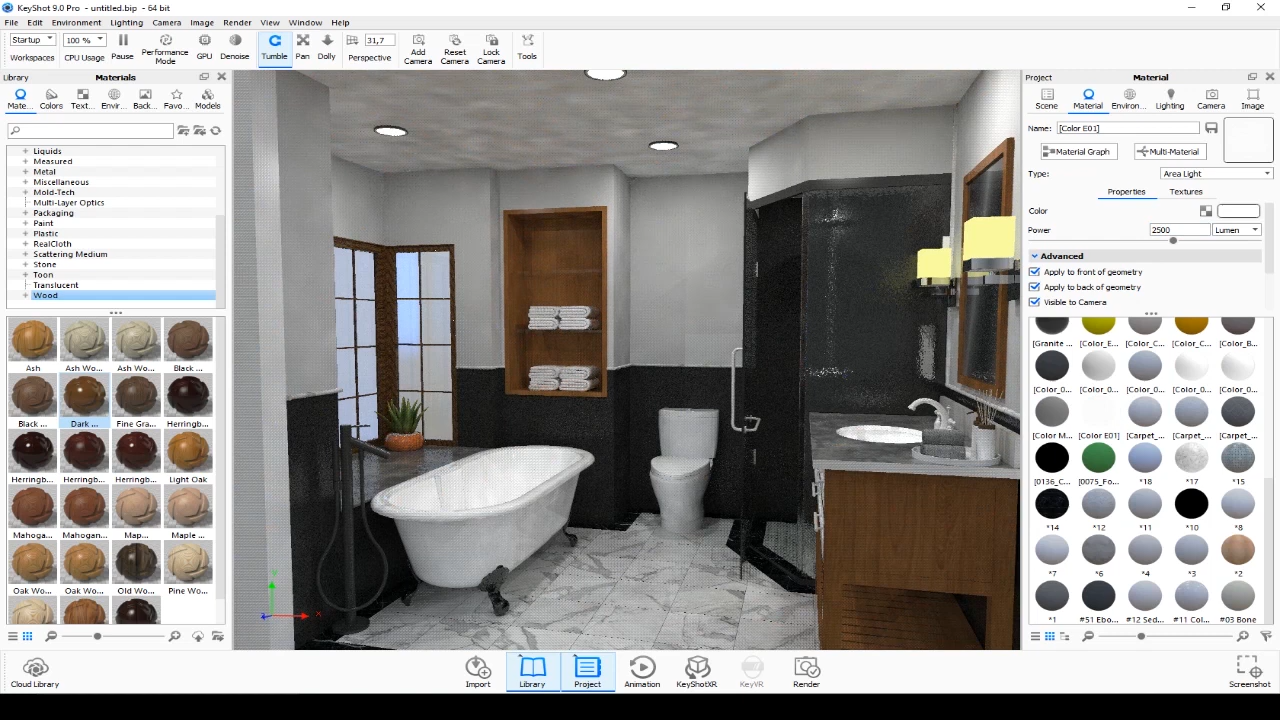 KeyShot 9.0 Pro - untitled.bip - 64 bit
File Edit Environment Lighting Camera Image Render View Window Help
Startup 100 % 31,7
Workspaces CPU Usage Pause Performance Mode GPU Denoise Tumble Pan Dolly Perspective Add Camera Reset Camera Lock Camera Tools
Library Materials
Mate... Colors Text... Envir... Back... Favo... Models
Liquids
Measured
Metal
Miscellaneous
Mold-Tech
Multi-Layer Optics
Packaging
Paint
Plastic
RealCloth
Scattering Medium
Stone
Toon
Translucent
Wood
Ash Ash Wo... Ash Wo... Black ...
Black ... Dark ... Fine Gra... Herringb...
Herringb... Herringb... Herringb... Light Oak
Mahoga... Mahogan... Map... Maple ...
Oak Wo... Oak Wo... Old Wo... Pine Wo...
Project Material
Scene Material Environ... Lighting Camera Image
Name: [Color E01]
Material Graph Multi-Material
Type: Area Light
Properties Textures
Color
Power 2500 Lumen
Advanced
Apply to front of geometry
Apply to back of geometry
Visible to Camera
[Granite ... [Color_E... [Color_C... [Color_C... [Color_B...
[Color_0... [Color_0... [Color_0... [Color_0... [Color_0...
[Color M... [Color E01] [Carpet_... [Carpet_... [Carpet_...
[0136_C... [0075_Fo... *18 *17 *15
*14 *12 *11 *10 *8
*7 *6 *4 *3 *2
*1 #51 Ebo... #12 Sed... #11 Col... #03 Bone
Cloud Library Import Library Project Animation KeyShotXR KeyVR Render Screenshot
Y
X